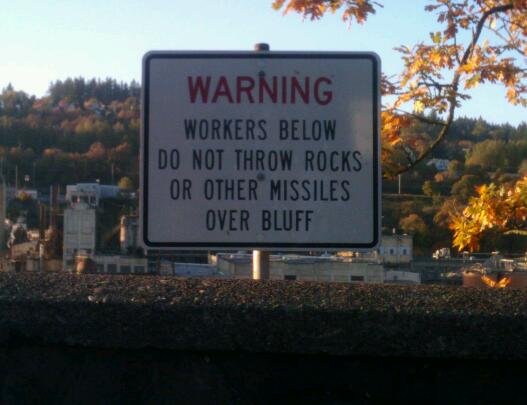 WARNING
WORKERS BELOW
DO NOT THROW ROCKS
OR OTHER MISSILES
OVER BLUFF